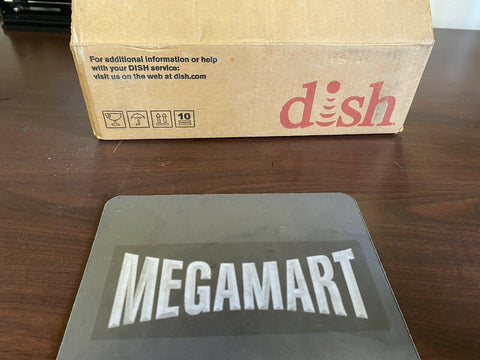 For additional information or help
with your DISH service:
visit us on the web at dish.com
10
dish
MEGAMART